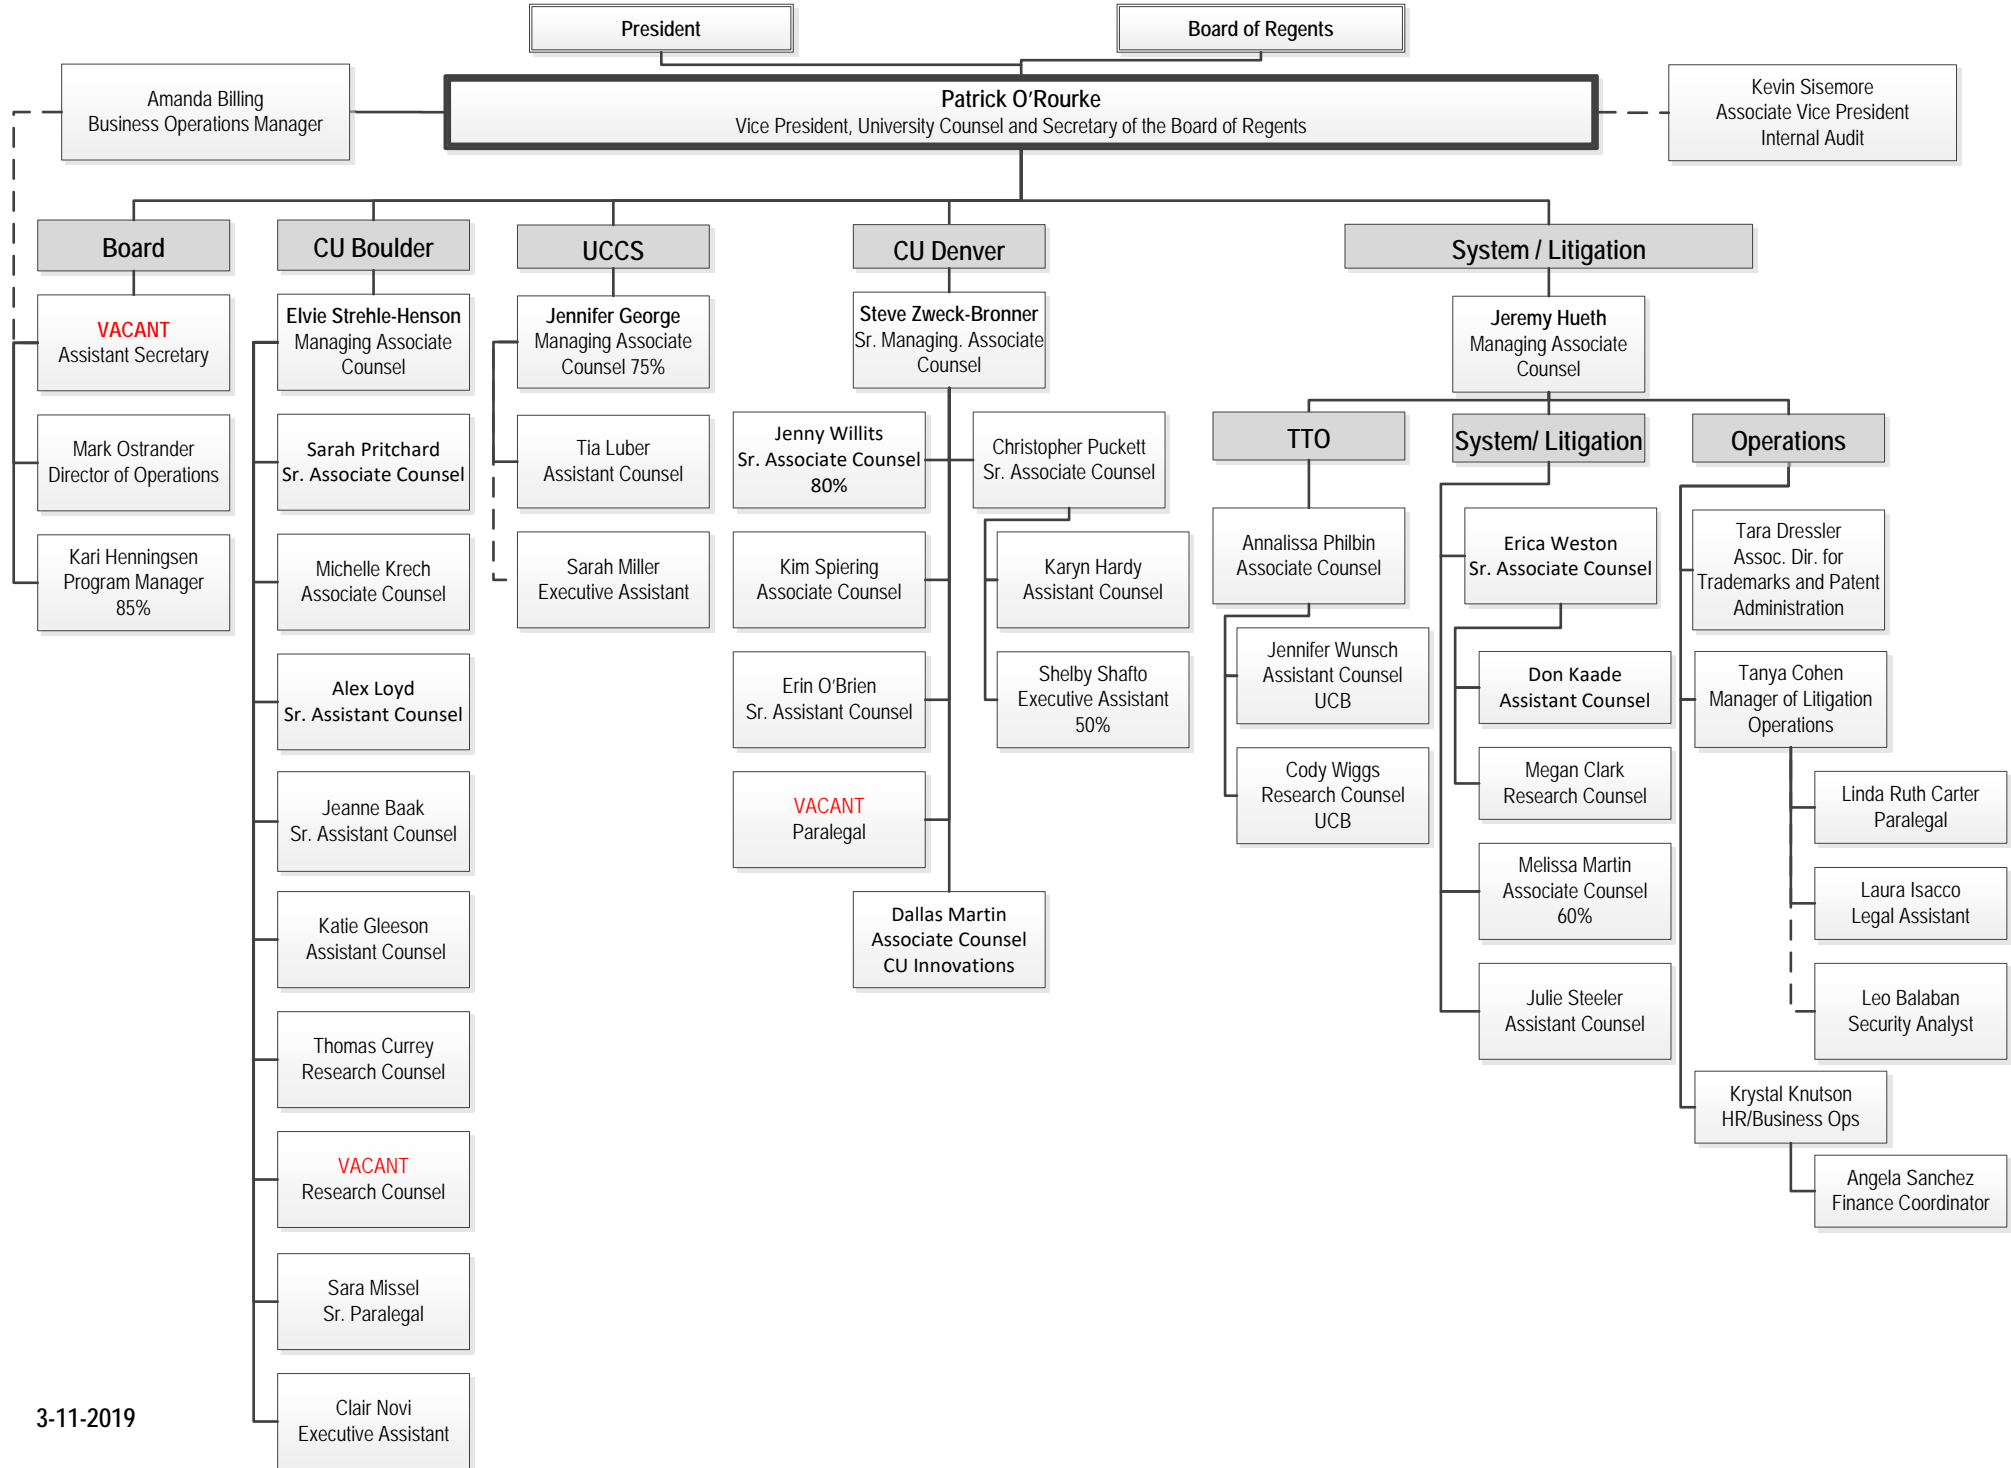 President
Board of Regents
Amanda Billing
Business Operations Manager
Patrick O'Rourke
Vice President, University Counsel and Secretary of the Board of Regents
Kevin Sisemore
Associate Vice President
Internal Audit
Board
VACANT
Assistant Secretary
Mark Ostrander
Director of Operations
Kari Henningsen
Program Manager
85%
CU Boulder
Elvie Strehle-Henson
Managing Associate
Counsel
Sarah Pritchard
Sr. Associate Counsel
Michelle Krech
Associate Counsel
Alex Loyd
Sr. Assistant Counsel
Jeanne Baak
Sr. Assistant Counsel
Katie Gleeson
Assistant Counsel
Thomas Currey
Research Counsel
VACANT
Research Counsel
Sara Missel
Sr. Paralegal
Clair Novi
Executive Assistant
UCCS
Jennifer George
Managing Associate
Counsel 75%
Tia Luber
Assistant Counsel
Sarah Miller
Executive Assistant
CU Denver
Steve Zweck-Bronner
Sr. Managing. Associate
Counsel
Jenny Willits
Sr. Associate Counsel
80%
Kim Spiering
Associate Counsel
Erin O'Brien
Sr. Assistant Counsel
VACANT
Paralegal
Christopher Puckett
Sr. Associate Counsel
Karyn Hardy
Assistant Counsel
Shelby Shafto
Executive Assistant
50%
Dallas Martin
Associate Counsel
CU Innovations
System / Litigation
Jeremy Hueth
Managing Associate
Counsel
TTO
Annalissa Philbin
Associate Counsel
Jennifer Wunsch
Assistant Counsel
UCB
Cody Wiggs
Research Counsel
UCB
System/ Litigation
Erica Weston
Sr. Associate Counsel
Don Kaade
Assistant Counsel
Megan Clark
Research Counsel
Melissa Martin
Associate Counsel
60%
Julie Steeler
Assistant Counsel
Operations
Tara Dressler
Assoc. Dir. for
Trademarks and Patent
Administration
Tanya Cohen
Manager of Litigation
Operations
Linda Ruth Carter
Paralegal
Laura Isacco
Legal Assistant
Leo Balaban
Security Analyst
Krystal Knutson
HR/Business Ops
Angela Sanchez
Finance Coordinator
3-11-2019